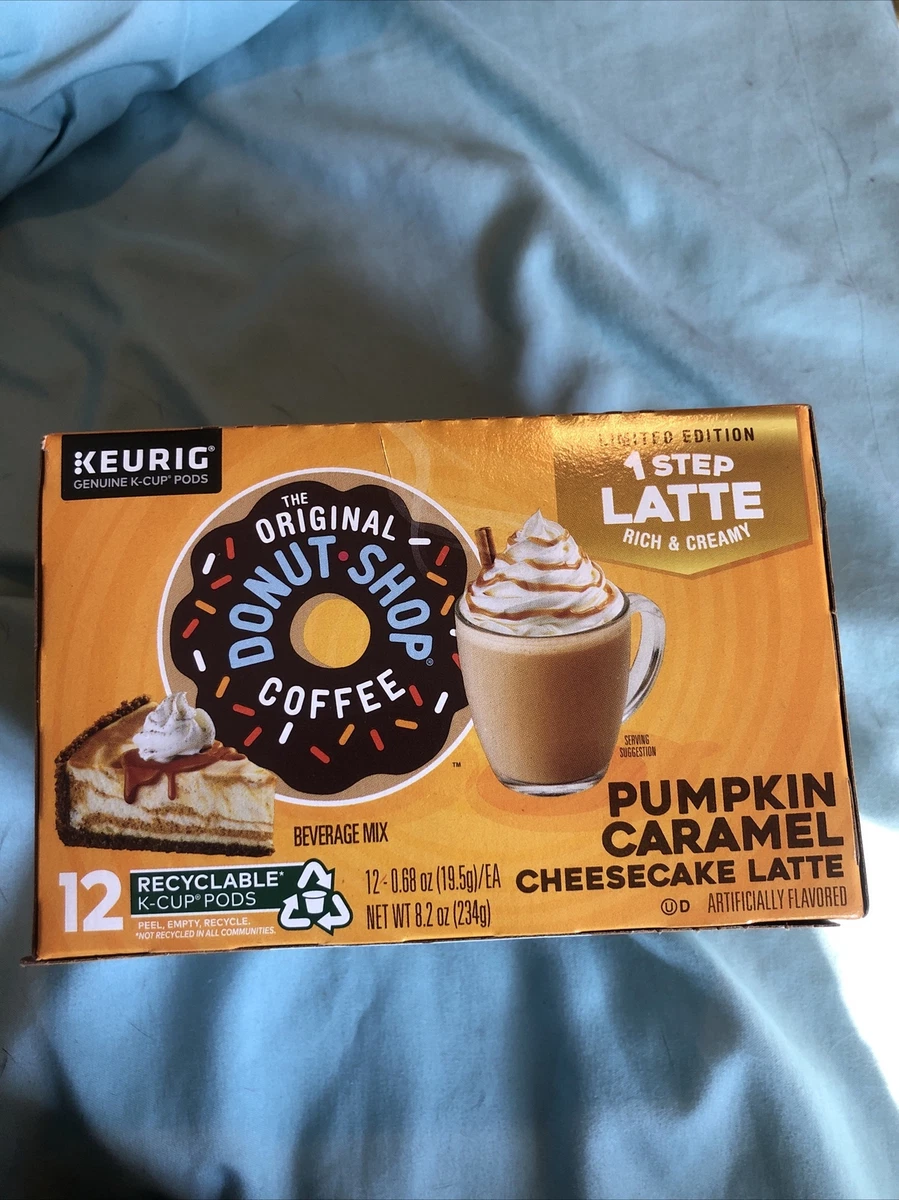 KEURIG®
GENUINE K-CUP® PODS
THE
ORIGINAL
DONUT•SHOP®
COFFEE
TM
LIMITED EDITION
1 STEP
LATTE
RICH & CREAMY
SERVING
SUGGESTION
PUMPKIN
CARAMEL
CHEESECAKE LATTE
U D ARTIFICIALLY FLAVORED
BEVERAGE MIX
12 RECYCLABLE*
K-CUP® PODS
PEEL, EMPTY, RECYCLE.
*NOT RECYCLED IN ALL COMMUNITIES.
12 - 0.68 oz (19.5g)/EA
NET WT 8.2 oz (234g)